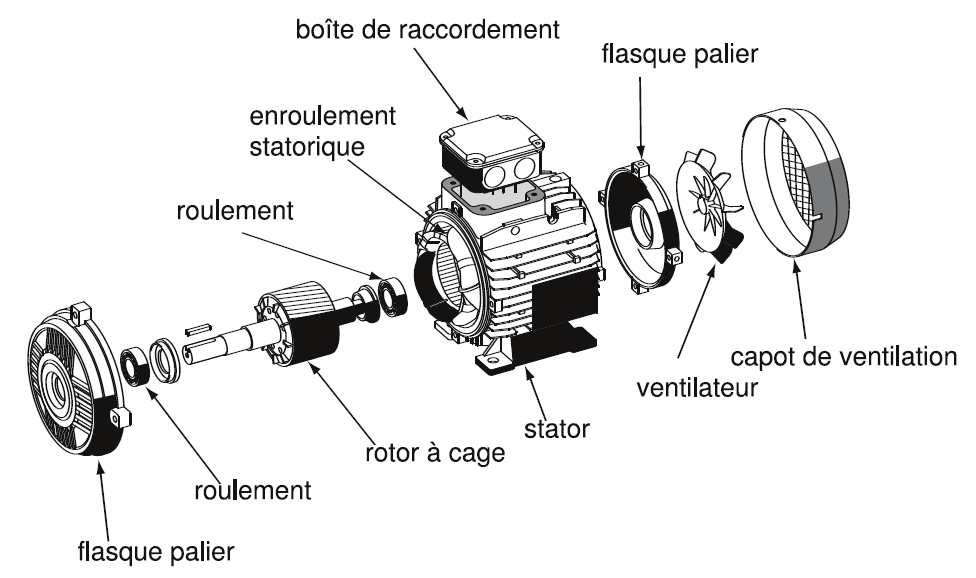 boîte de raccordement
flasque palier
enroulement
statorique
roulement
capot de ventilation
ventilateur
stator
rotor à cage
roulement
flasque palier